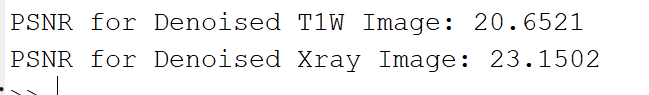 PSNR for Denoised T1W Image: 20.6521
PSNR for Denoised Xray Image: 23.1502
>>